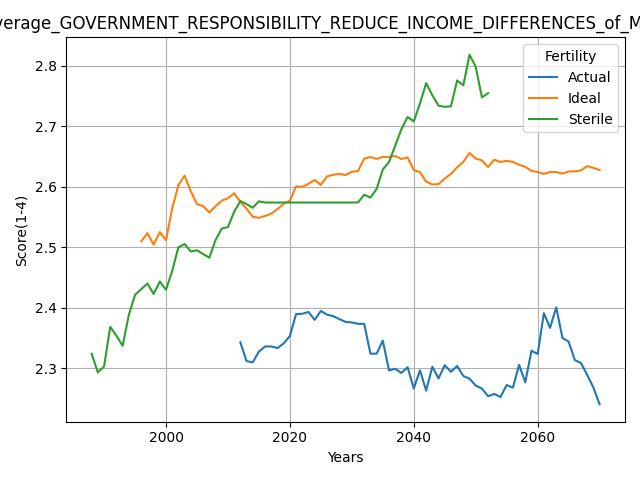 verage_GOVERNMENT_RESPONSIBILITY_REDUCE_INCOME_DIFFERENCES_of_M
Fertility
Actual
Ideal
Sterile
Score(1-4)
2.8
2.7
2.6
2.5
2.4
2.3
2000 2020 2040 2060
Years